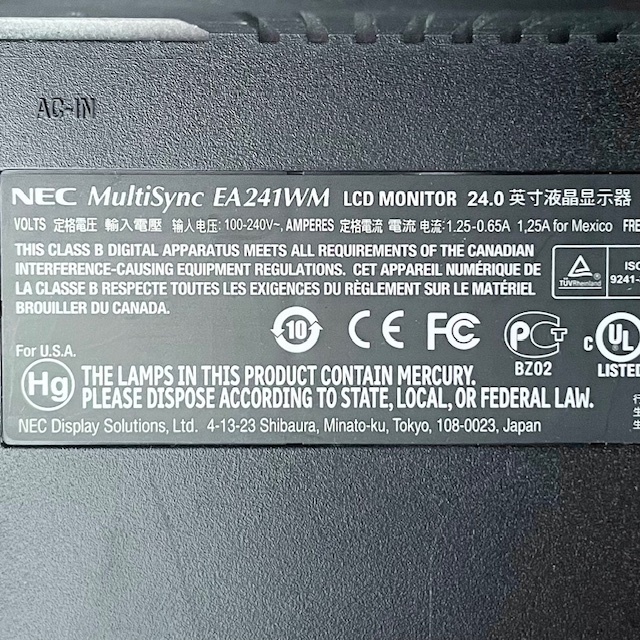 AC-IN
NEC MultiSync EA241WM LCD MONITOR 24.0 英寸液晶显示器
VOLTS 定格電圧 輸入電壓 输入电压: 100-240V~, AMPERES 定格電流 電流 电流: 1.25-0.65A 1,25A for Mexico FRE
THIS CLASS B DIGITAL APPARATUS MEETS ALL REQUIREMENTS OF THE CANADIAN
INTERFERENCE-CAUSING EQUIPMENT REGULATIONS. CET APPAREIL NUMÉRIQUE DE
LA CLASSE B RESPECTE TOUTES LES EXIGENCES DU RÈGLEMENT SUR LE MATÉRIEL
BROUILLER DU CANADA.
TÜVRheinland
ISO
9241-
10 CE FC PCT C UL
BZ02 LISTED
For U.S.A.
Hg THE LAMPS IN THIS PRODUCT CONTAIN MERCURY.
PLEASE DISPOSE ACCORDING TO STATE, LOCAL, OR FEDERAL LAW.
NEC Display Solutions, Ltd. 4-13-23 Shibaura, Minato-ku, Tokyo, 108-0023, Japan